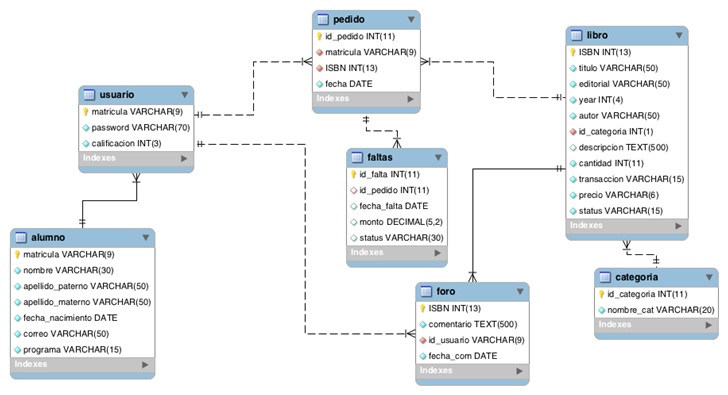 pedido
id_pedido INT(11)
matricula VARCHAR(9)
ISBN INT(13)
fecha DATE
Indexes
libro
ISBN INT(13)
titulo VARCHAR(50)
editorial VARCHAR(50)
year INT(4)
autor VARCHAR(50)
id_categoria INT(1)
descripcion TEXT(500)
cantidad INT(11)
transaccion VARCHAR(15)
precio VARCHAR(6)
status VARCHAR(15)
Indexes
usuario
matricula VARCHAR(9)
password VARCHAR(70)
calificacion INT(3)
Indexes
faltas
id_falta INT(11)
id_pedido INT(11)
fecha_falta DATE
monto DECIMAL(5,2)
status VARCHAR(30)
Indexes
alumno
matricula VARCHAR(9)
nombre VARCHAR(30)
apellido_paterno VARCHAR(50)
apellido_materno VARCHAR(50)
fecha_nacimiento DATE
correo VARCHAR(50)
programa VARCHAR(15)
Indexes
foro
ISBN INT(13)
comentario TEXT(500)
id_usuario VARCHAR(9)
fecha_com DATE
Indexes
categoria
id_categoria INT(11)
nombre_cat VARCHAR(20)
Indexes